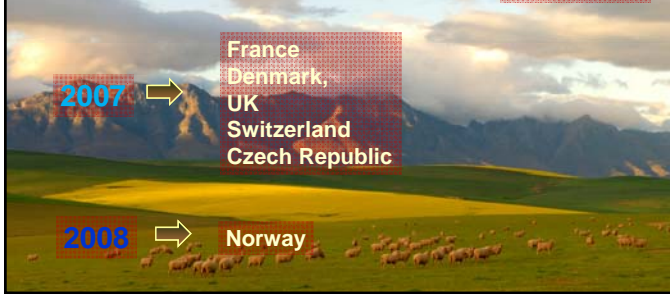 2007
France
Denmark,
UK
Switzerland
Czech Republic
2008
Norway